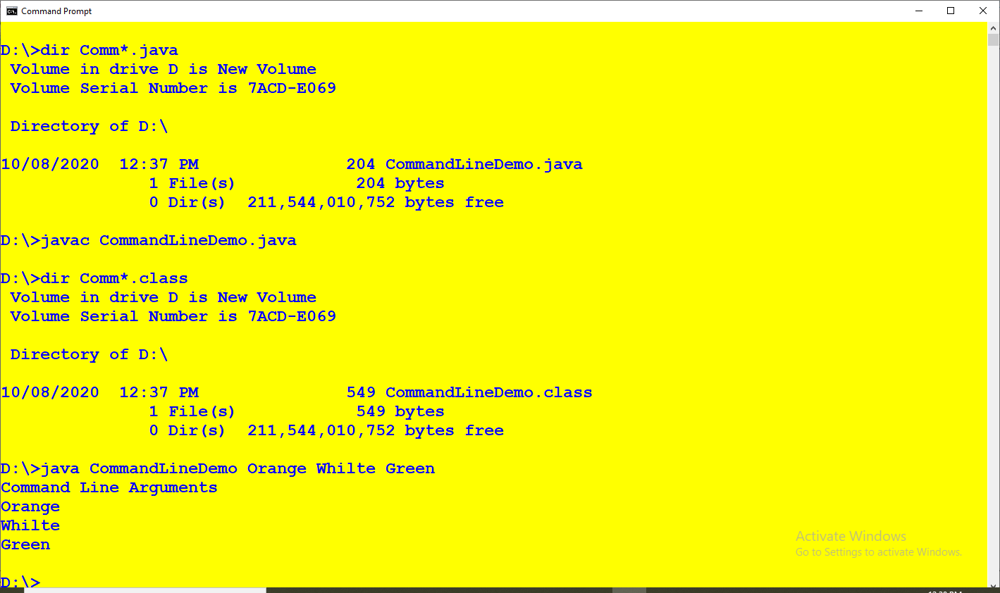 Command Prompt
D:\>dir Comm*.java
Volume in drive D is New Volume
Volume Serial Number is 7ACD-E069
Directory of D:\
10/08/2020  12:37 PM               204 CommandLineDemo.java
1 File(s)            204 bytes
0 Dir(s)  211,544,010,752 bytes free
D:\>javac CommandLineDemo.java
D:\>dir Comm*.class
Volume in drive D is New Volume
Volume Serial Number is 7ACD-E069
Directory of D:\
10/08/2020  12:37 PM               549 CommandLineDemo.class
1 File(s)            549 bytes
0 Dir(s)  211,544,010,752 bytes free
D:\>java CommandLineDemo Orange Whilte Green
Command Line Arguments
Orange
Whilte
Green
Activate Windows
Go to Settings to activate Windows.
D:\>